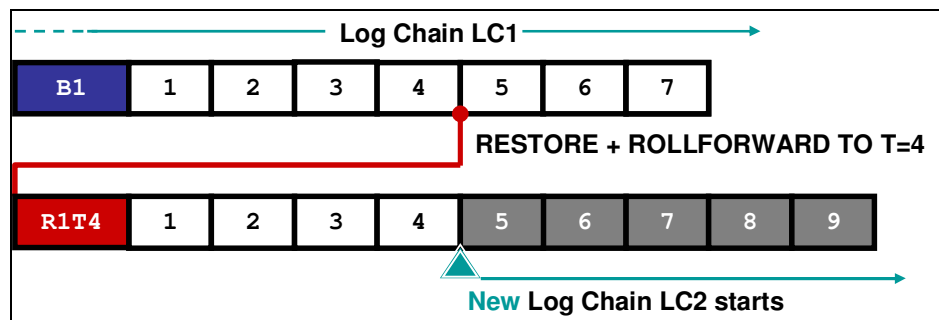 Log Chain LC1
B1 1 2 3 4 5 6 7
RESTORE + ROLLFORWARD TO T=4
R1T4 1 2 3 4 5 6 7 8 9
New Log Chain LC2 starts